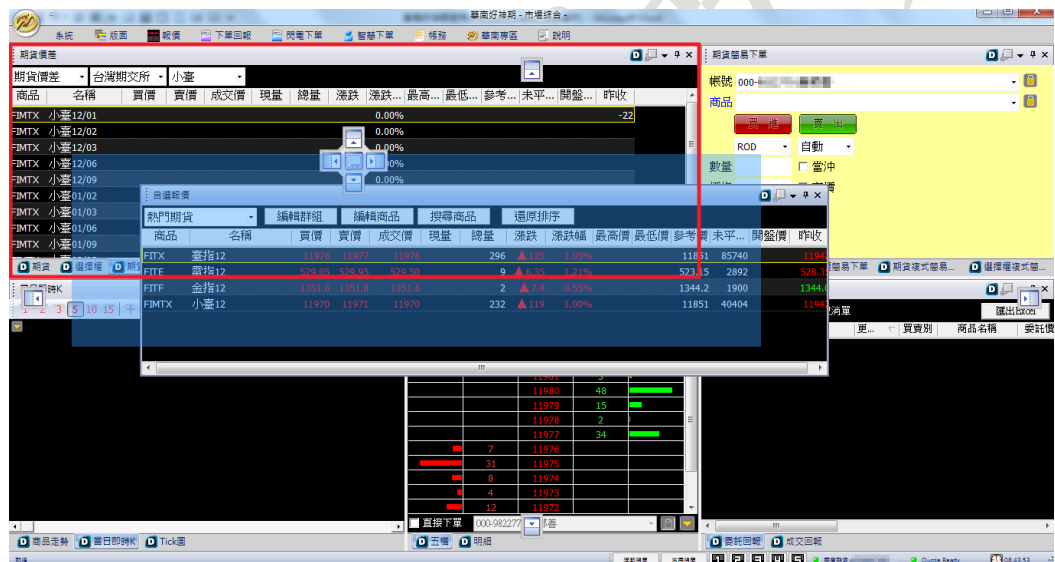 華南好神期 - 市場綜合 -
系統 版面 報價 下單回報 閃電下單 智慧下單 帳務 華南專區 說明
期貨價差
期貨價差 台灣期交所 小臺
商品 名稱 買價 賣價 成交價 現量 總量 漲跌 漲跌... 最高... 最低... 參考... 未平... 開盤... 昨收
FIMTX 小臺12/01 0.00% -22
FIMTX 小臺12/02 0.00%
FIMTX 小臺12/03 0.00%
FIMTX 小臺12/06 0.00%
FIMTX 小臺12/09 0.00%
FIMTX 小臺01/02
FIMTX 小臺01/03
FIMTX 小臺01/06
FIMTX 小臺01/09
期貨 選擇權
期貨簡易下單
帳號 000-
商品
買 進 賣 出
ROD 自動
數量 當沖
自選報價
熱門期貨 編輯群組 編輯商品 搜尋商品 還原排序
商品 名稱 買價 賣價 成交價 現量 總量 漲跌 漲跌幅 最高價 最低價 參考價 未平... 開盤價 昨收
FITX 臺指12 11976 11977 11976 296 ▲125 1.05% 11851 85740
FITE 電指12 529.05 529.95 529.50 9 ▲6.35 1.21% 523.15 2892 528.3
FITF 金指12 1351.6 1351.8 1351.6 2 ▲7.4 0.55% 1344.2 1900 1344.
FIMTX 小臺12 11970 11971 11970 232 ▲119 1.00% 11851 40404
簡易下單 期貨複式簡易... 選擇權複式簡...
1 2 3 5 10 15
匯出Excel
更... 買賣別 商品名稱 委託價
11980 48
11979 15
11978 2
11977 34
7 11976
31 11975
8 11974
4 11973
12 11972
直接下單 000-982277
商品走勢 當日即時K Tick圖
五檔 明細
委託回報 成交回報
1 2 3 4 5 Quote Ready 08:43:53